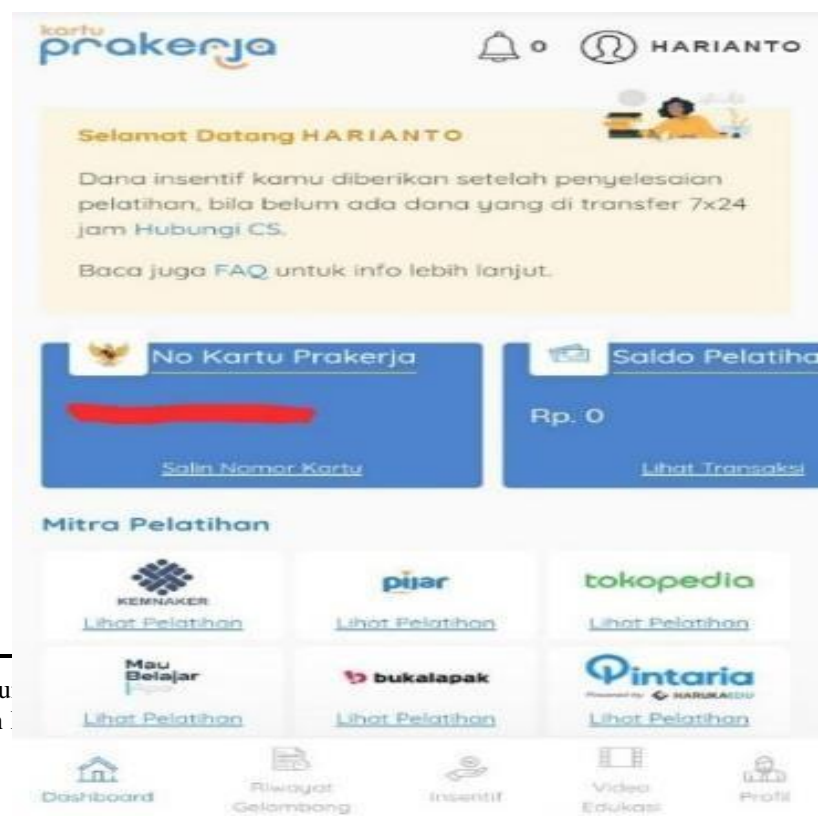 kartu
prakerja
0
HARIANTO
Selamat Datang HARIANTO
Dana insentif kamu diberikan setelah penyelesaian
pelatihan, bila belum ada dana yang di transfer 7x24
jam Hubungi CS.
Baca juga FAQ untuk info lebih lanjut.
No Kartu Prakerja
Salin Nomor Kartu
Saldo Pelatiha
Rp. 0
Lihat Transaksi
Mitra Pelatihan
KEMNAKER
Lihat Pelatihan
pijar
Lihat Pelatihan
tokopedia
Lihat Pelatihan
Mau
Belajar
Lihat Pelatihan
bukalapak
Lihat Pelatihan
Pintaria
Powered by HARUKAEDU
Lihat Pelatihan
Dashboard
Riwayat
Gelombang
Insentif
Video
Edukasi
Profil